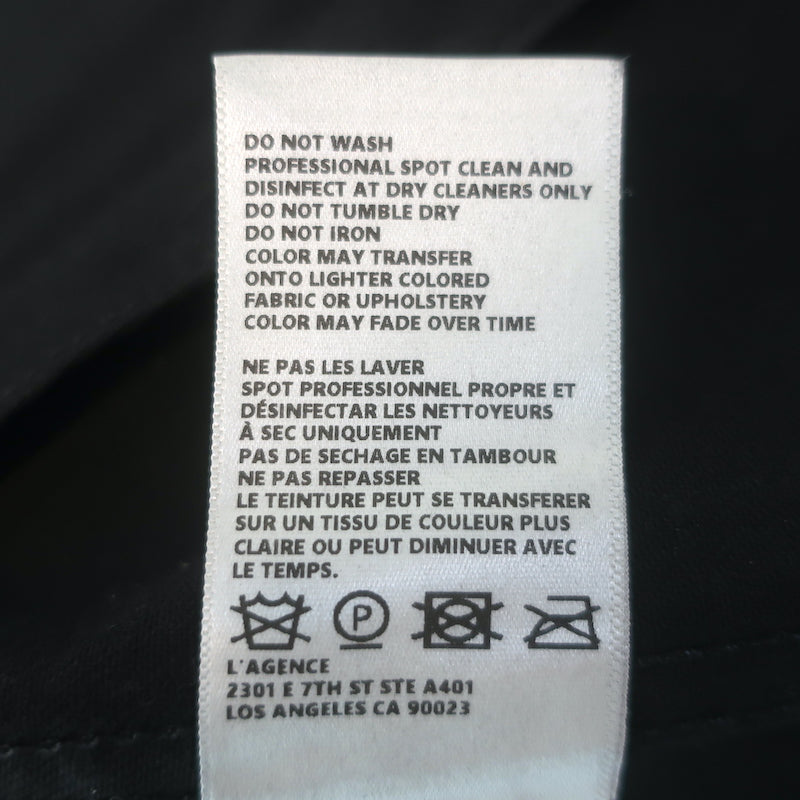 DO NOT WASH
PROFESSIONAL SPOT CLEAN AND
DISINFECT AT DRY CLEANERS ONLY
DO NOT TUMBLE DRY
DO NOT IRON
COLOR MAY TRANSFER
ONTO LIGHTER COLORED
FABRIC OR UPHOLSTERY
COLOR MAY FADE OVER TIME
NE PAS LES LAVER
SPOT PROFESSIONNEL PROPRE ET
DÉSINFECTAR LES NETTOYEURS
À SEC UNIQUEMENT
PAS DE SECHAGE EN TAMBOUR
NE PAS REPASSER
LE TEINTURE PEUT SE TRANSFERER
SUR UN TISSU DE COULEUR PLUS
CLAIRE OU PEUT DIMINUER AVEC
LE TEMPS.
P
L'AGENCE
2301 E 7TH ST STE A401
LOS ANGELES CA 90023